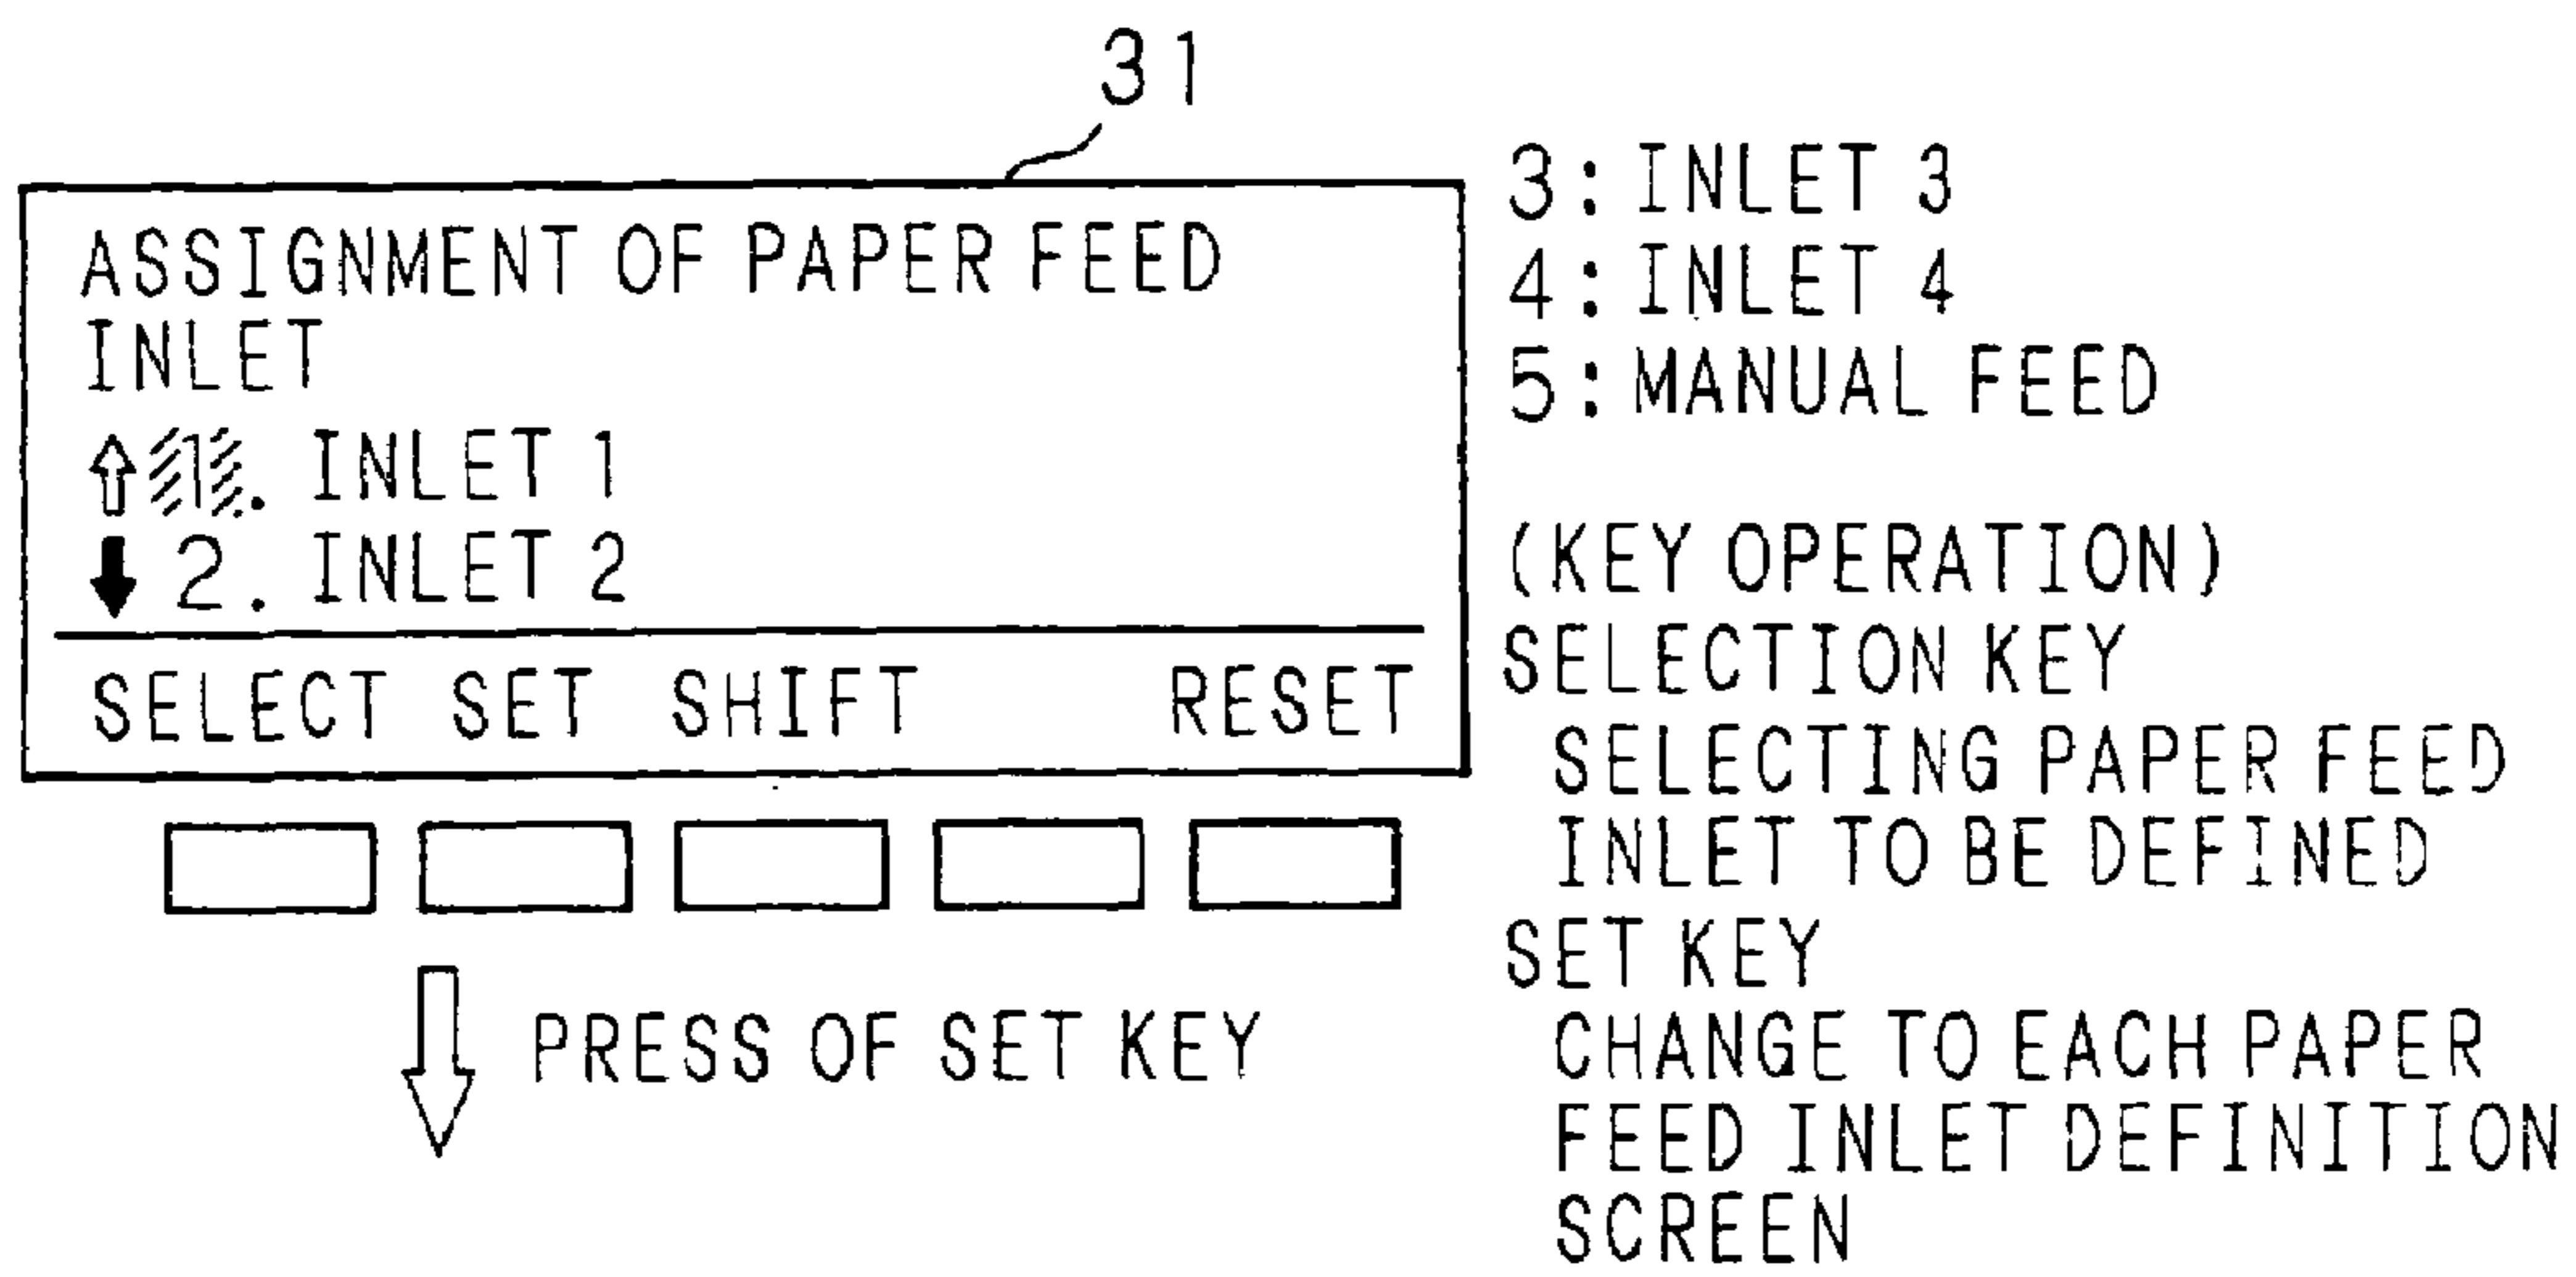 31
ASSIGNMENT OF PAPER FEED
INLET
1. INLET 1
2. INLET 2
SELECT SET SHIFT RESET
PRESS OF SET KEY
3: INLET 3
4: INLET 4
5: MANUAL FEED
(KEY OPERATION)
SELECTION KEY
SELECTING PAPER FEED
INLET TO BE DEFINED
SET KEY
CHANGE TO EACH PAPER
FEED INLET DEFINITION
SCREEN